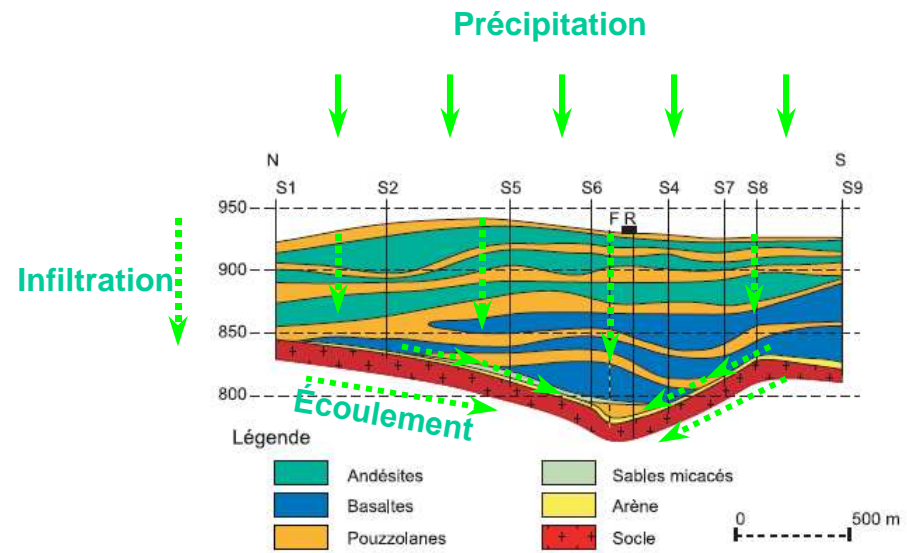 Précipitation
N S
S1 S2 S5 S6 S4 S7 S8 S9
F R
950
900
Infiltration
850
800
Écoulement
Légende
Andésites
Basaltes
Pouzzolanes
Sables micacés
Arène
Socle
0 500 m